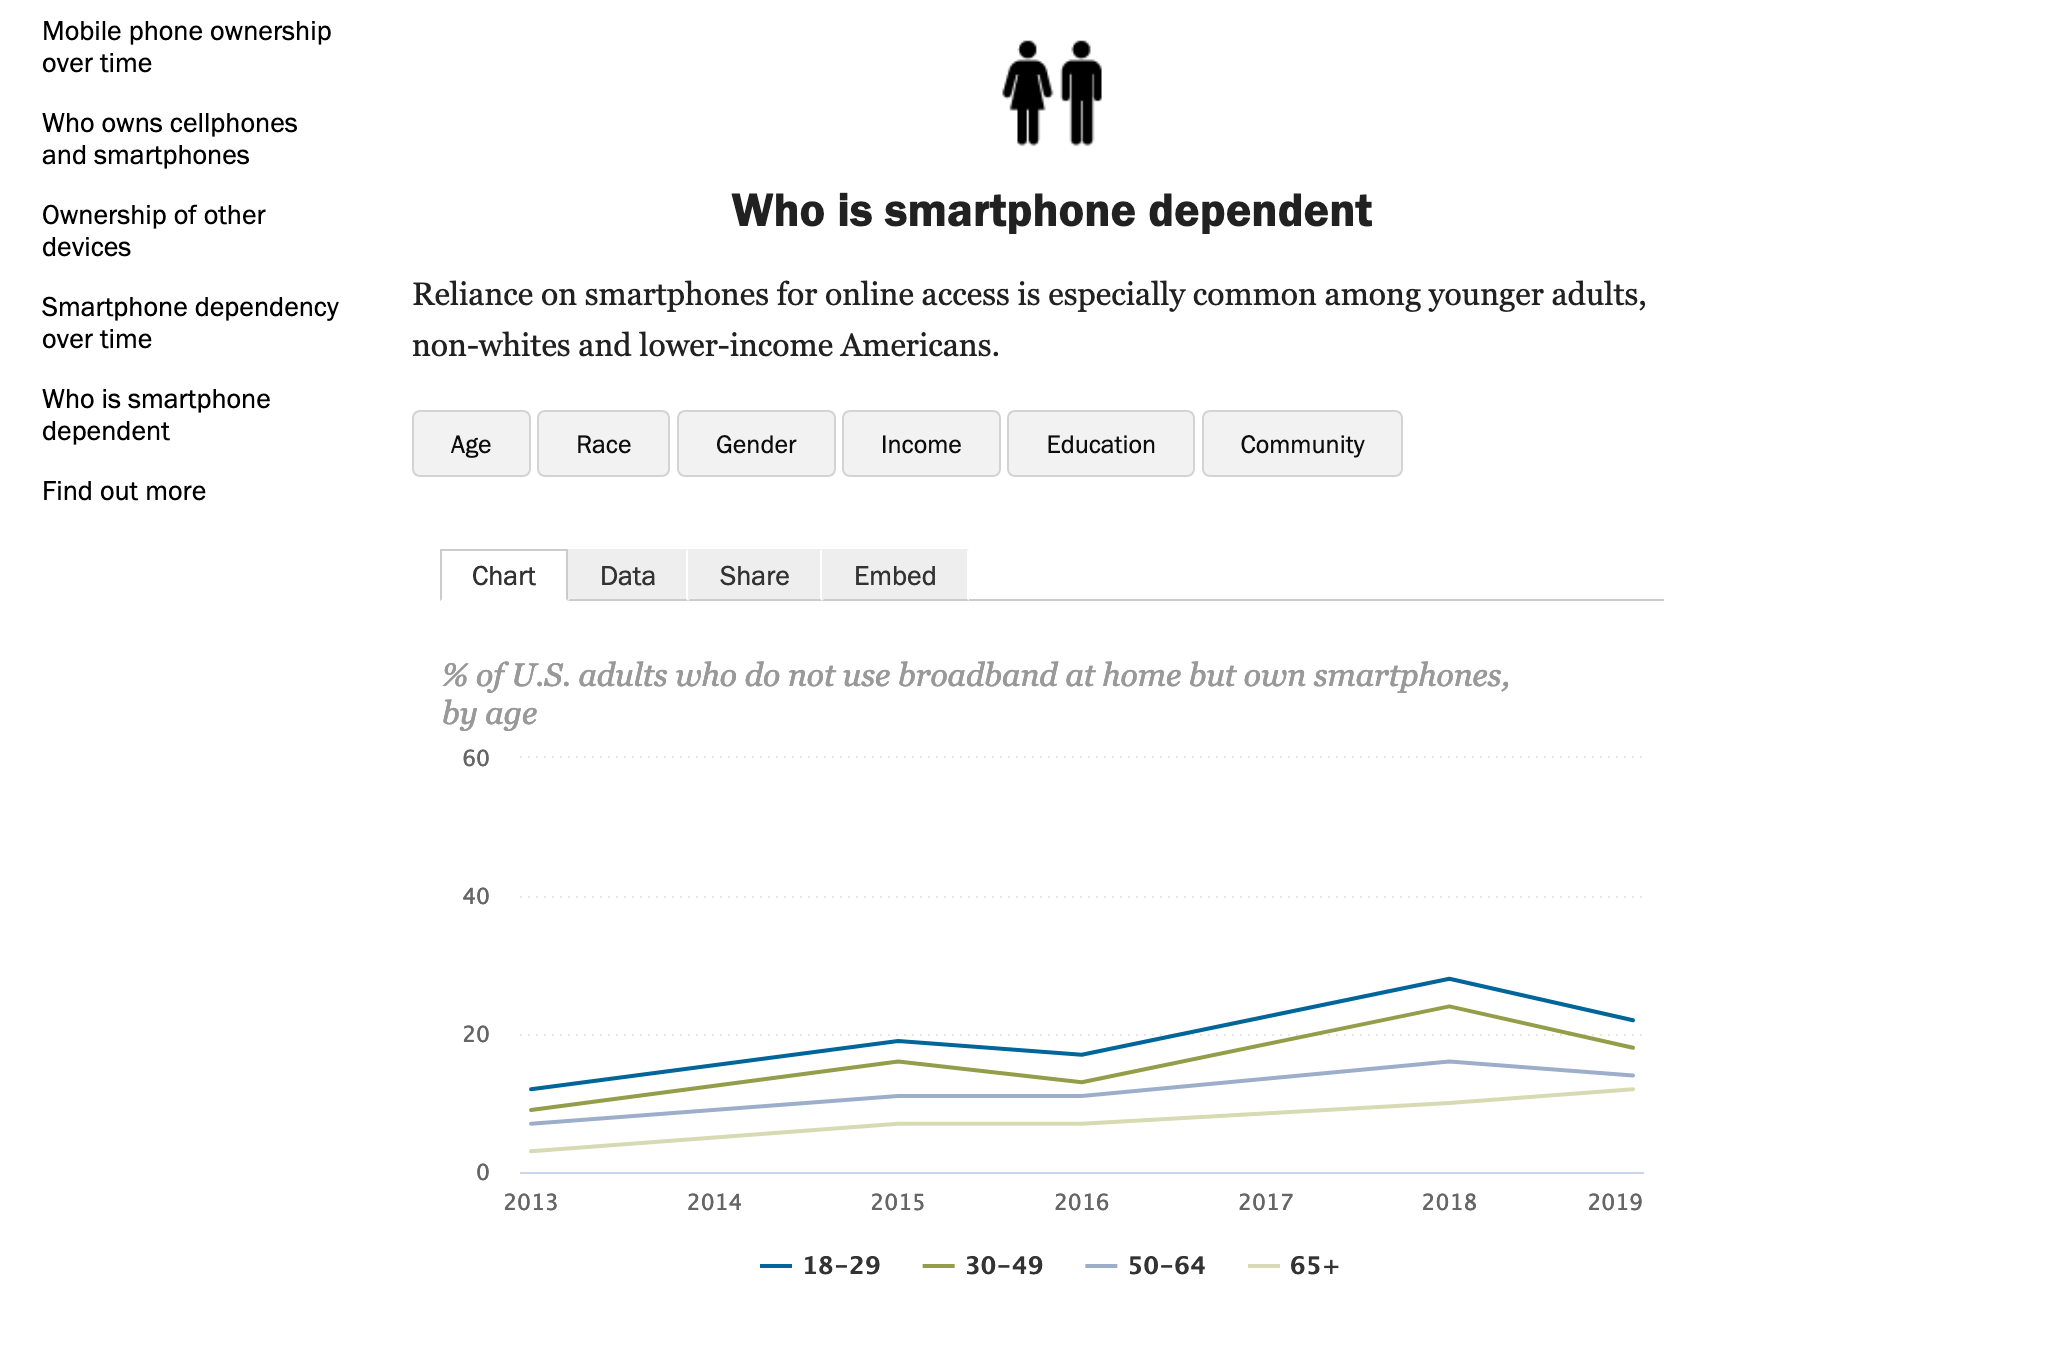 Mobile phone ownership
over time
Who owns cellphones
and smartphones
Ownership of other
devices
Smartphone dependency
over time
Who is smartphone
dependent
Find out more
Who is smartphone dependent
Reliance on smartphones for online access is especially common among younger adults,
non-whites and lower-income Americans.
Age Race Gender Income Education Community
Chart Data Share Embed
% of U.S. adults who do not use broadband at home but own smartphones,
by age
60
40
20
0
2013 2014 2015 2016 2017 2018 2019
18-29 30-49 50-64 65+